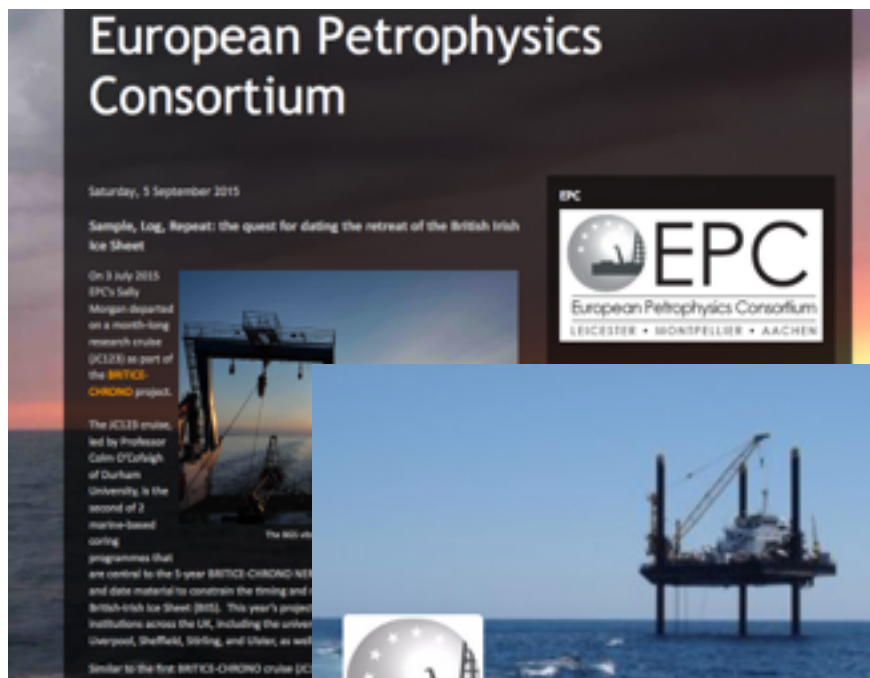 European Petrophysics
Consortium
Saturday, 5 September 2015
Sample, Log, Repeat: the quest for dating the retreat of the British Irish
Ice Sheet
On 3 July 2015
EPC's Sally
Morgan departed
on a month-long
research cruise
(JC123) as part of
the BRITICE-
CHRONO project.
The JC123 cruise,
led by Professor
Colm O'Cofaigh
of Durham
University, is the
second of 2
marine-based
coring
programmes that
are central to the 5-year BRITICE-CHRONO NER
and date material to constrain the timing and
British-Irish Ice Sheet (BIIS). This year's project
institutions across the UK, including the univer
Liverpool, Sheffield, Stirling, and Ulster, as well
Similar to the first BRITICE-CHRONO cruise (JC
The BGS
EPC
EPC
European Petrophysics Consortium
LEICESTER • MONTPELLIER • AACHEN